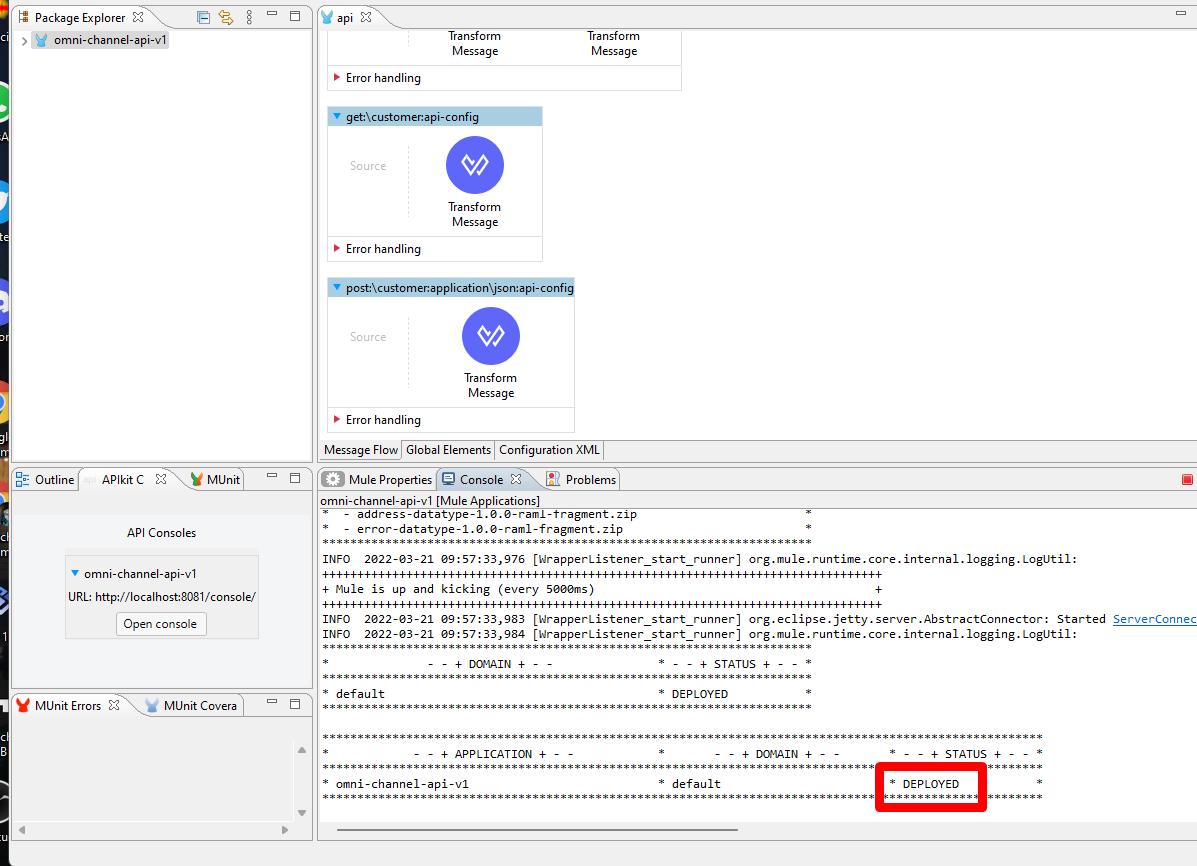 Package Explorer
omni-channel-api-v1
api
Transform
Message
Transform
Message
Error handling
get:\customer:api-config
Source
Transform
Message
Error handling
post:\customer:application\json:api-config
Source
Transform
Message
Error handling
Message Flow Global Elements Configuration XML
Outline APIkit C MUnit
API Consoles
omni-channel-api-v1
URL: http://localhost:8081/console/
Open console
MUnit Errors MUnit Covera
Mule Properties Console Problems
omni-channel-api-v1 [Mule Applications]
*  - address-datatype-1.0.0-raml-fragment.zip                        *
*  - error-datatype-1.0.0-raml-fragment.zip                          *
**********************************************************************
INFO  2022-03-21 09:57:33,976 [WrapperListener_start_runner] org.mule.runtime.core.internal.logging.LogUtil:
++++++++++++++++++++++++++++++++++++++++++++++++++++++++++++++++++++++++++++++++
+ Mule is up and kicking (every 5000ms)                                        +
++++++++++++++++++++++++++++++++++++++++++++++++++++++++++++++++++++++++++++++++
INFO  2022-03-21 09:57:33,983 [WrapperListener_start_runner] org.eclipse.jetty.server.AbstractConnector: Started ServerConnec
INFO  2022-03-21 09:57:33,984 [WrapperListener_start_runner] org.mule.runtime.core.internal.logging.LogUtil:
**********************************************************************
*              - - + DOMAIN + - -               * - - + STATUS + - - *
**********************************************************************
* default                                       * DEPLOYED           *
**********************************************************************
*******************************************************************************************************
*            - - + APPLICATION + - -            *       - - + DOMAIN + - -       * - - + STATUS + - - *
*******************************************************************************************************
* omni-channel-api-v1                           * default                        * DEPLOYED           *
*******************************************************************************************************